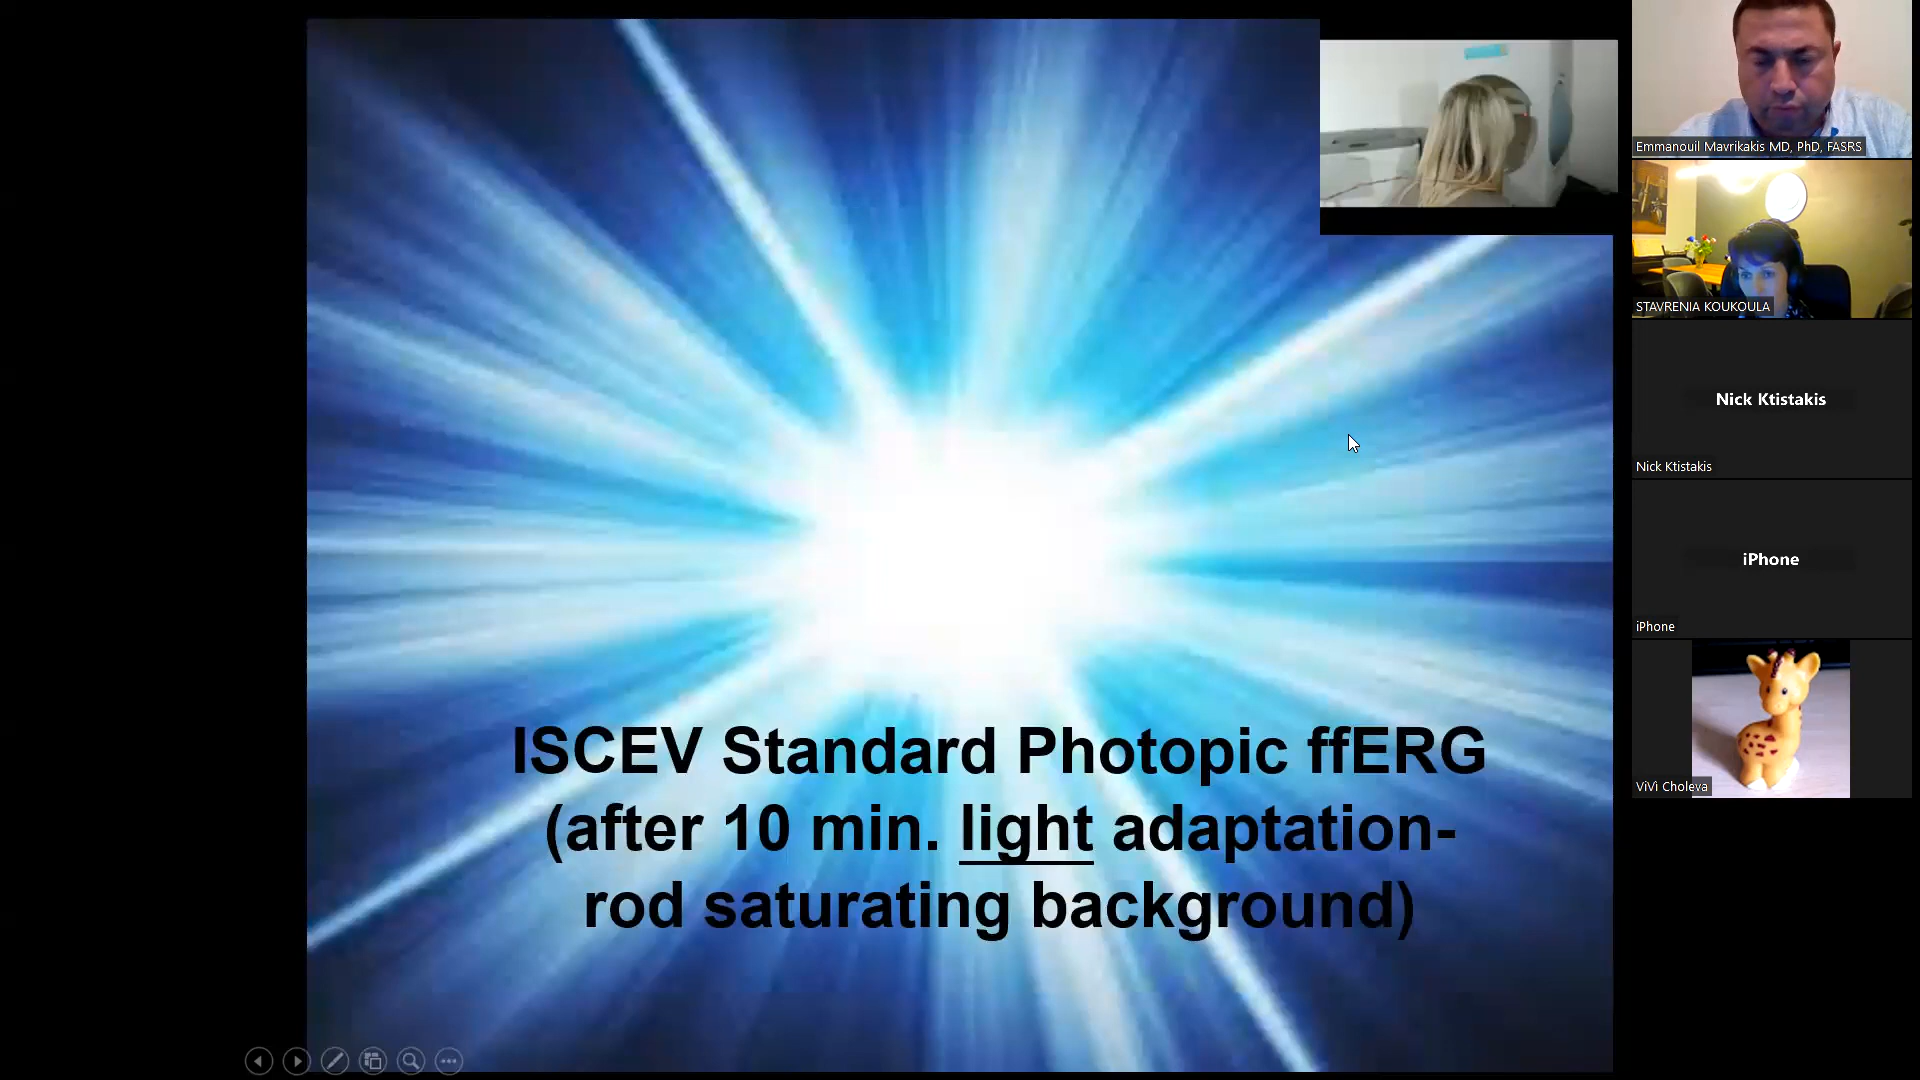 ISCEV Standard Photopic ffERG
(after 10 min. light adaptation-
rod saturating background)
Emmanouil Mavrikakis MD, PhD, FASRS
STAVRENIA KOUKOULA
Nick Ktistakis
Nick Ktistakis
iPhone
iPhone
ViVi Choleva